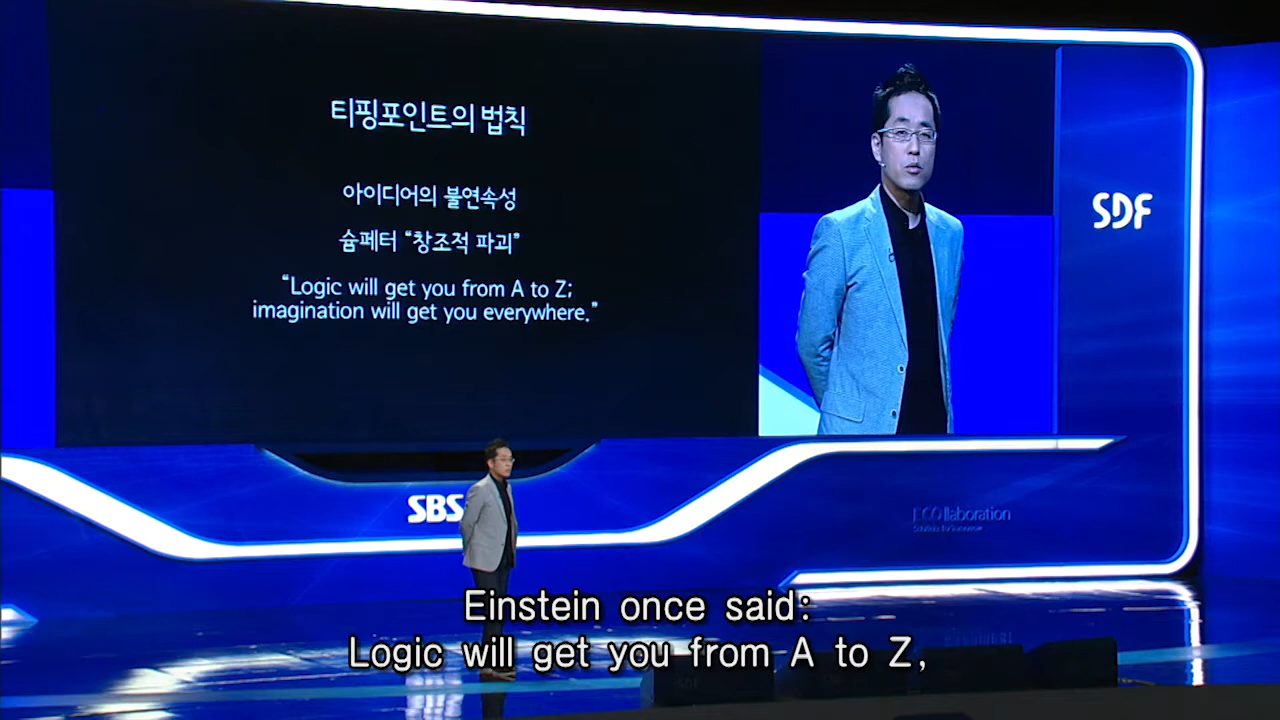 티핑포인트의 법칙
아이디어의 불연속성
슘페터 “창조적 파괴”
“Logic will get you from A to Z;
imagination will get you everywhere.”
SDF
SBS
Einstein once said:
Logic will get you from A to Z,